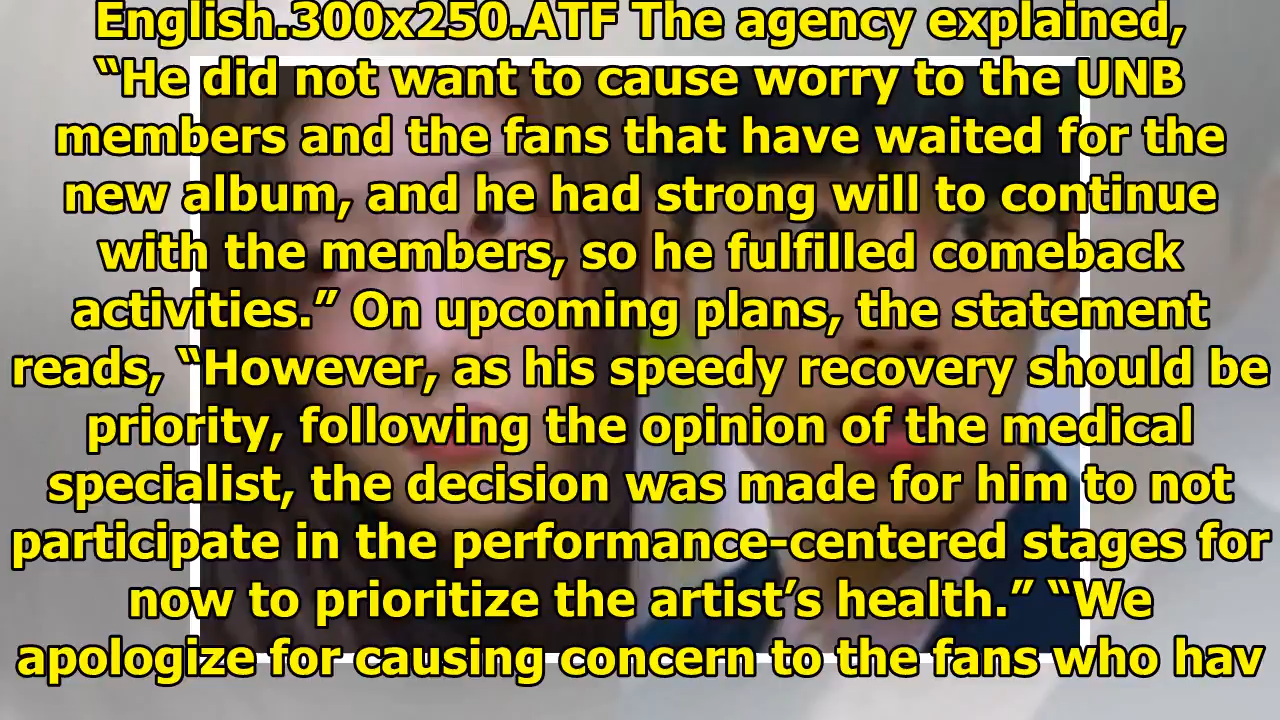 English.300x250.ATF The agency explained,
“He did not want to cause worry to the UNB
members and the fans that have waited for the
new album, and he had strong will to continue
with the members, so he fulfilled comeback
activities.” On upcoming plans, the statement
reads, “However, as his speedy recovery should be
priority, following the opinion of the medical
specialist, the decision was made for him to not
participate in the performance-centered stages for
now to prioritize the artist’s health.” “We
apologize for causing concern to the fans who hav